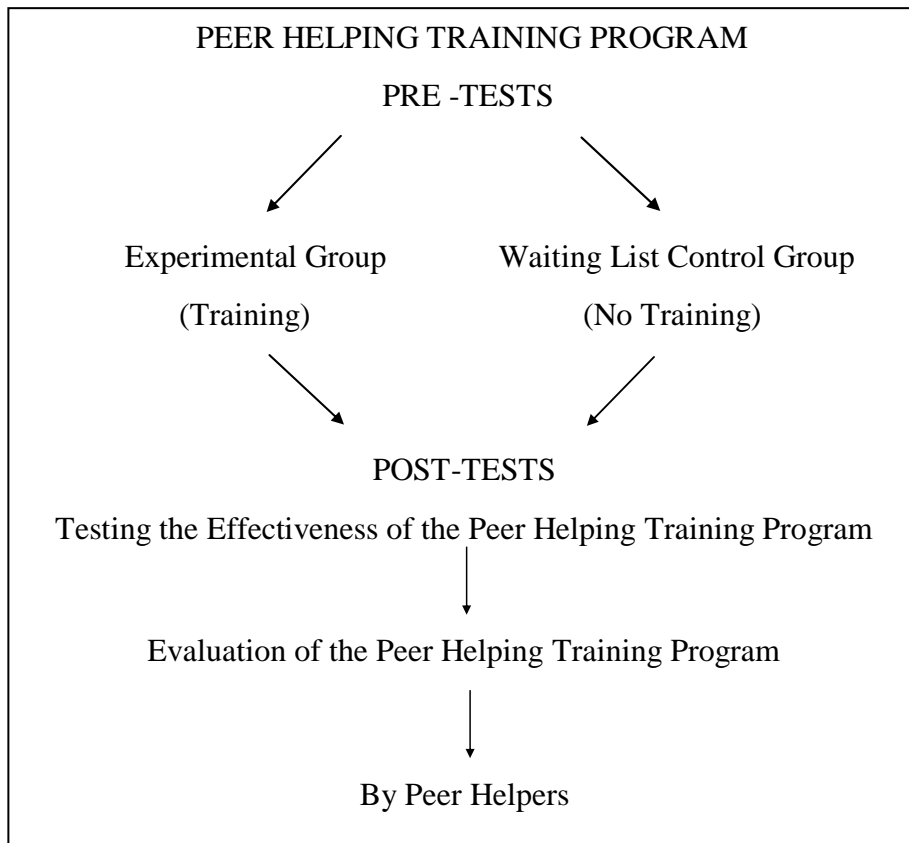 PEER HELPING TRAINING PROGRAM
PRE -TESTS
Experimental Group
Waiting List Control Group
(Training)
(No Training)
POST-TESTS
Testing the Effectiveness of the Peer Helping Training Program
Evaluation of the Peer Helping Training Program
By Peer Helpers